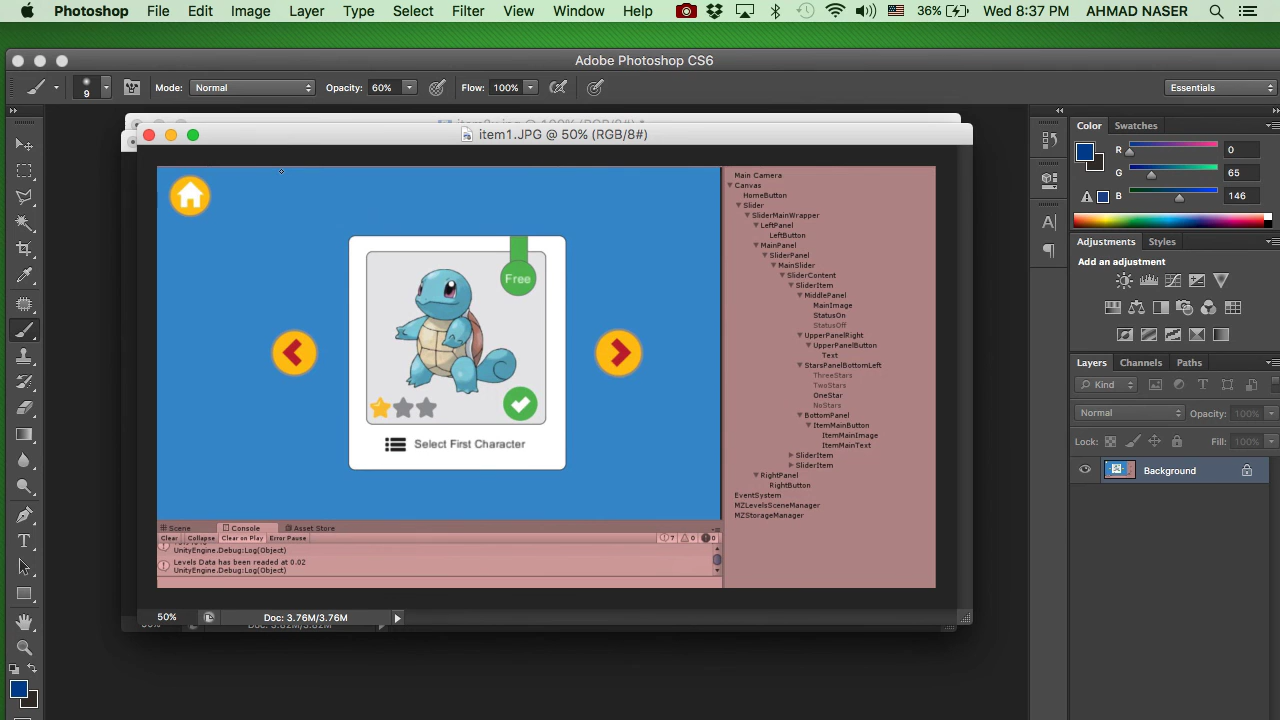 Photoshop File Edit Image Layer Type Select Filter View Window Help 36% Wed 8:37 PM AHMAD NASER
Adobe Photoshop CS6
9 Mode: Normal Opacity: 60% Flow: 100% Essentials
item1.JPG @ 50% (RGB/8#)
Main Camera
Canvas
HomeButton
Slider
SliderMainWrapper
LeftPanel
LeftButton
MainPanel
SliderPanel
MainSlider
SliderContent
SliderItem
MiddlePanel
MainImage
StatusOn
StatusOff
UpperPanelRight
UpperPanelButton
Text
StarsPanelBottomLeft
ThreeStars
TwoStars
OneStar
NoStars
BottomPanel
ItemMainButton
ItemMainImage
ItemMainText
SliderItem
SliderItem
RightPanel
RightButton
EventSystem
MZLevelsSceneManager
MZStorageManager
Free
Select First Character
Scene Console Asset Store
Clear Collapse Clear on Play Error Pause 7 0 0
UnityEngine.Debug:Log(Object)
Levels Data has been readed at 0.02
UnityEngine.Debug:Log(Object)
50% Doc: 3.76M/3.76M
Color Swatches
R 0
G 65
B 146
Adjustments Styles
Add an adjustment
Layers Channels Paths
Kind
Normal Opacity: 100%
Lock: Fill: 100%
Background